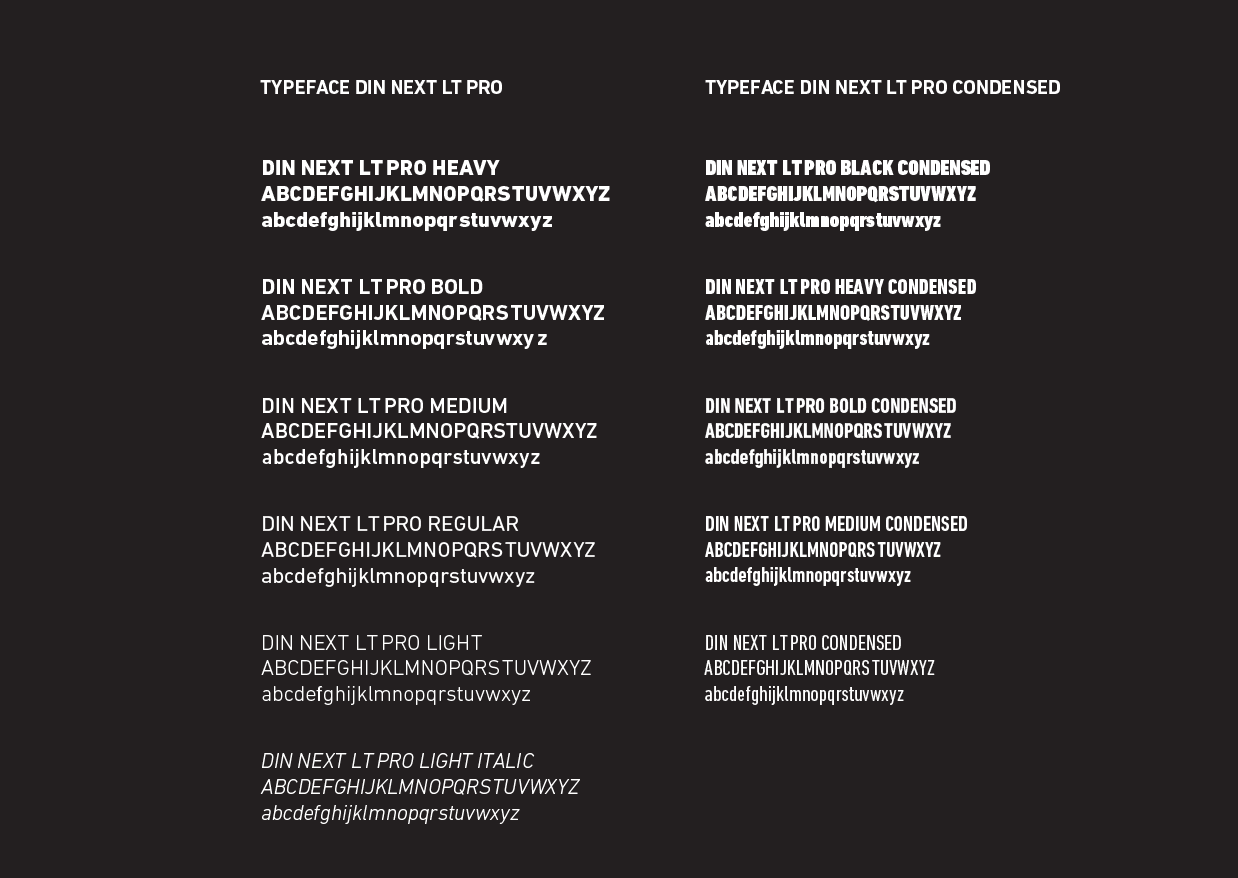 TYPEFACE DIN NEXT LT PRO
DIN NEXT LT PRO HEAVY
ABCDEFGHIJKLMNOPQRSTUVWXYZ
abcdefghijklmnopqrstuvwxyz
DIN NEXT LT PRO BOLD
ABCDEFGHIJKLMNOPQRSTUVWXYZ
abcdefghijklmnopqrstuvwxyz
DIN NEXT LT PRO MEDIUM
ABCDEFGHIJKLMNOPQRSTUVWXYZ
abcdefghijklmnopqrstuvwxyz
DIN NEXT LT PRO REGULAR
ABCDEFGHIJKLMNOPQRSTUVWXYZ
abcdefghijklmnopqrstuvwxyz
DIN NEXT LT PRO LIGHT
ABCDEFGHIJKLMNOPQRSTUVWXYZ
abcdefghijklmnopqrstuvwxyz
DIN NEXT LT PRO LIGHT ITALIC
ABCDEFGHIJKLMNOPQRSTUVWXYZ
abcdefghijklmnopqrstuvwxyz
TYPEFACE DIN NEXT LT PRO CONDENSED
DIN NEXT LT PRO BLACK CONDENSED
ABCDEFGHIJKLMNOPQRSTUVWXYZ
abcdefghijklmnopqrstuvwxyz
DIN NEXT LT PRO HEAVY CONDENSED
ABCDEFGHIJKLMNOPQRSTUVWXYZ
abcdefghijklmnopqrstuvwxyz
DIN NEXT LT PRO BOLD CONDENSED
ABCDEFGHIJKLMNOPQRSTUVWXYZ
abcdefghijklmnopqrstuvwxyz
DIN NEXT LT PRO MEDIUM CONDENSED
ABCDEFGHIJKLMNOPQRSTUVWXYZ
abcdefghijklmnopqrstuvwxyz
DIN NEXT LT PRO CONDENSED
ABCDEFGHIJKLMNOPQRSTUVWXYZ
abcdefghijklmnopqrstuvwxyz